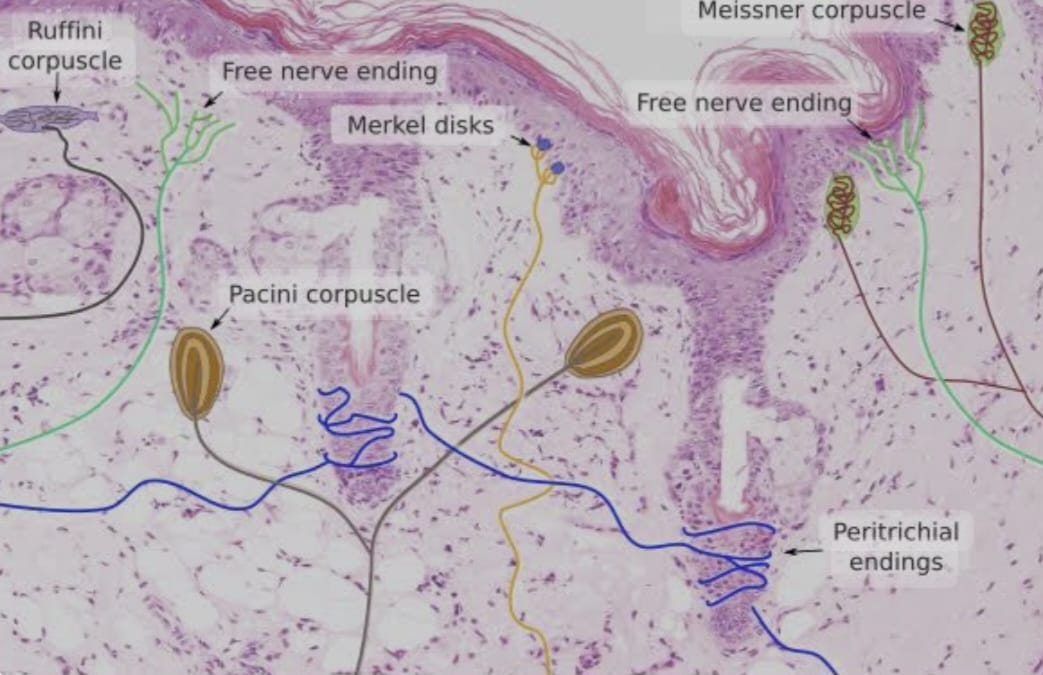 Meissner corpuscle
Ruffini
corpuscle
Free nerve ending
Free nerve ending
Merkel disks
Pacini corpuscle
Peritrichial
endings